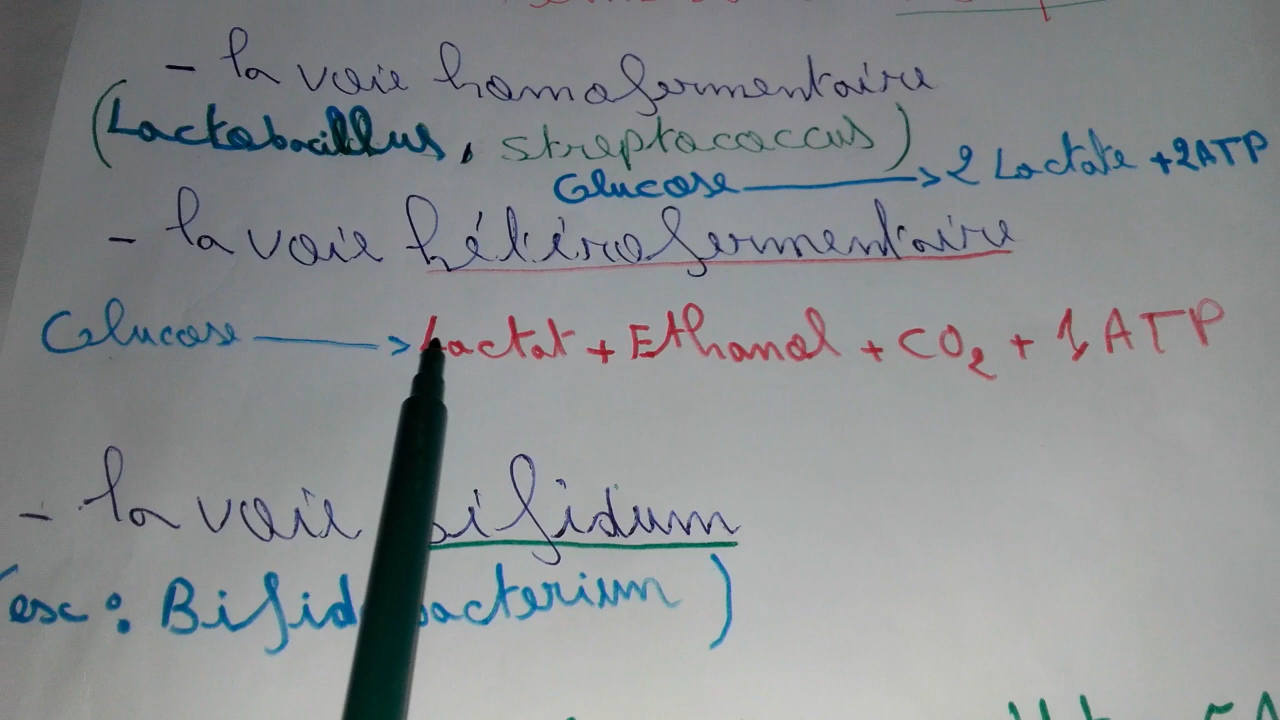 - la voie homofermentaire
(Lactobacillus, streptococcus)
Glucose → 2 Lactate + 2ATP
- la voie hétérofermentaire
Glucose → Lactat + Ethanol + CO₂ + 1 ATP
- la voie bifidum
(ex : Bifidobacterium)